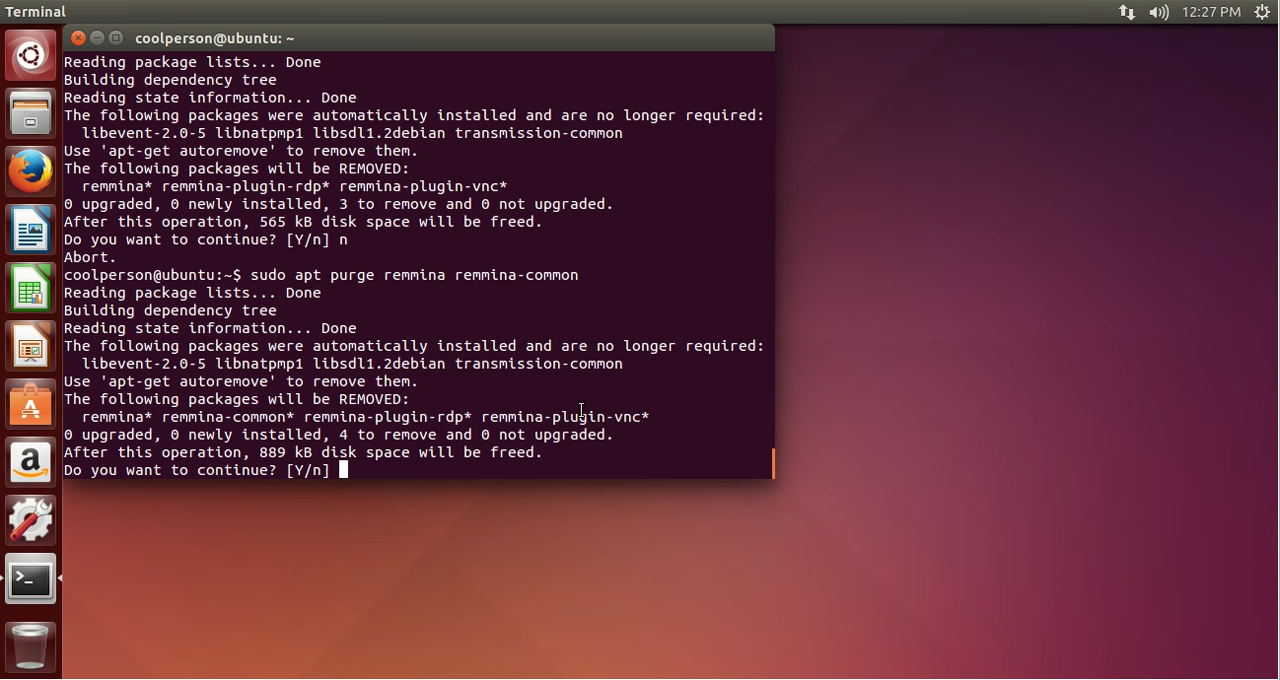 Terminal
12:27 PM
coolperson@ubuntu: ~
Reading package lists... Done
Building dependency tree
Reading state information... Done
The following packages were automatically installed and are no longer required:
  libevent-2.0-5 libnatpmp1 libsdl1.2debian transmission-common
Use 'apt-get autoremove' to remove them.
The following packages will be REMOVED:
  remmina* remmina-plugin-rdp* remmina-plugin-vnc*
0 upgraded, 0 newly installed, 3 to remove and 0 not upgraded.
After this operation, 565 kB disk space will be freed.
Do you want to continue? [Y/n] n
Abort.
coolperson@ubuntu:~$ sudo apt purge remmina remmina-common
Reading package lists... Done
Building dependency tree
Reading state information... Done
The following packages were automatically installed and are no longer required:
  libevent-2.0-5 libnatpmp1 libsdl1.2debian transmission-common
Use 'apt-get autoremove' to remove them.
The following packages will be REMOVED:
  remmina* remmina-common* remmina-plugin-rdp* remmina-plugin-vnc*
0 upgraded, 0 newly installed, 4 to remove and 0 not upgraded.
After this operation, 889 kB disk space will be freed.
Do you want to continue? [Y/n]